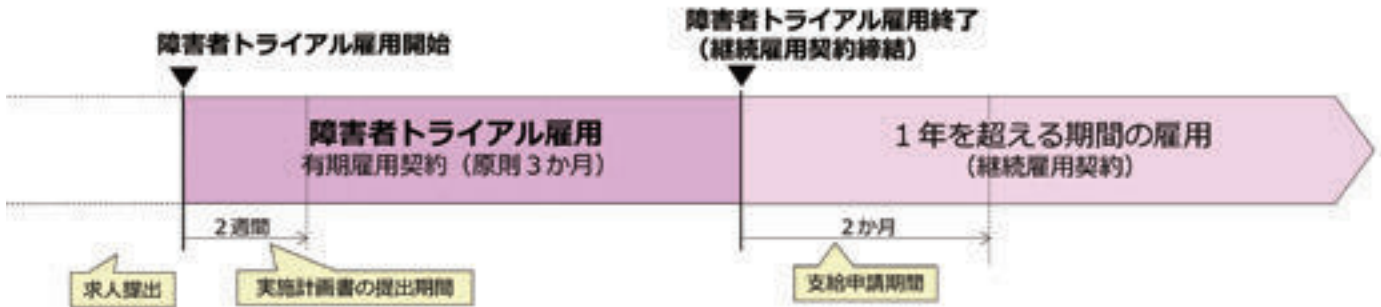 障害者トライアル雇用開始
障害者トライアル雇用終了
（継続雇用契約締結）
障害者トライアル雇用
有期雇用契約（原則３か月）
１年を超える期間の雇用
（継続雇用契約）
２週間
２か月
求人提出
実施計画書の提出期間
支給申請期間